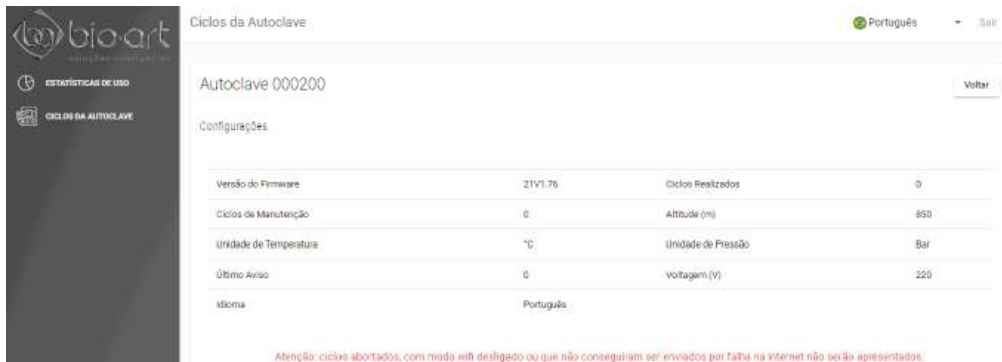 Ciclos da Autoclave
Português
Sair
bio-art
soluções inteligentes
ESTATÍSTICAS DE USO
CICLOS DA AUTOCLAVE
Autoclave 000200
Voltar
Configurações
Versão do Firmware 21V1.76 Ciclos Realizados 0
Ciclos de Manutenção 0 Altitude (m) 850
Unidade de Temperatura °C Unidade de Pressão Bar
Último Aviso 0 Voltagem (V) 220
Idioma Português
Atenção: ciclos abortados, com modo wifi desligado ou que não conseguiram ser enviados por falha na internet não serão apresentados.